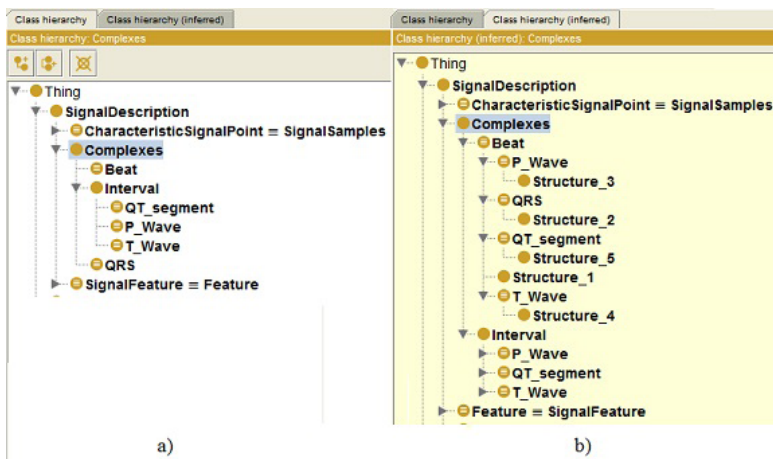 Class hierarchy
Class hierarchy (inferred)
Class hierarchy: Complexes
Thing
SignalDescription
CharacteristicSignalPoint ≡ SignalSamples
Complexes
Beat
Interval
QT_segment
P_Wave
T_Wave
QRS
SignalFeature ≡ Feature
a)
Class hierarchy
Class hierarchy (inferred)
Class hierarchy (inferred): Complexes
Thing
SignalDescription
CharacteristicSignalPoint ≡ SignalSamples
Complexes
Beat
P_Wave
Structure_3
QRS
Structure_2
QT_segment
Structure_5
Structure_1
T_Wave
Structure_4
Interval
P_Wave
QT_segment
T_Wave
Feature ≡ SignalFeature
b)